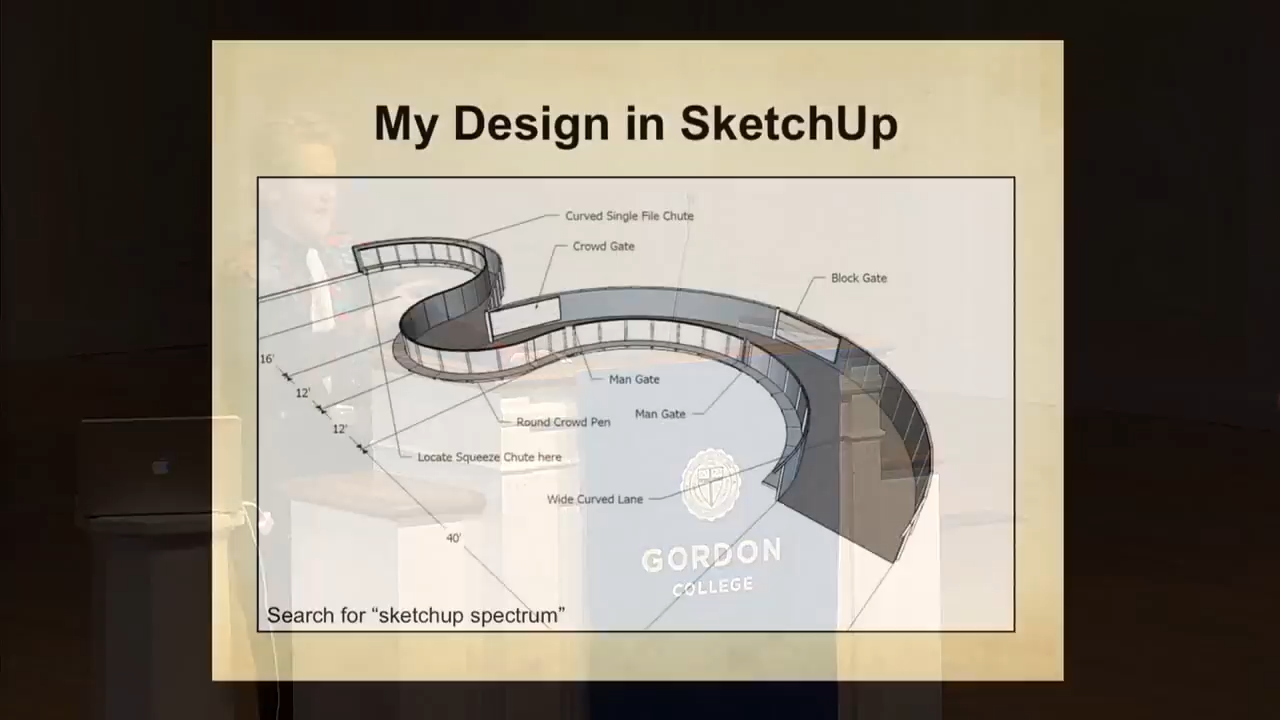 My Design in SketchUp
Curved Single File Chute
Crowd Gate
Block Gate
16'
12'
Man Gate
12'
Man Gate
Round Crowd Pen
Locate Squeeze Chute here
Wide Curved Lane
40'
GORDON
COLLEGE
Search for “sketchup spectrum”